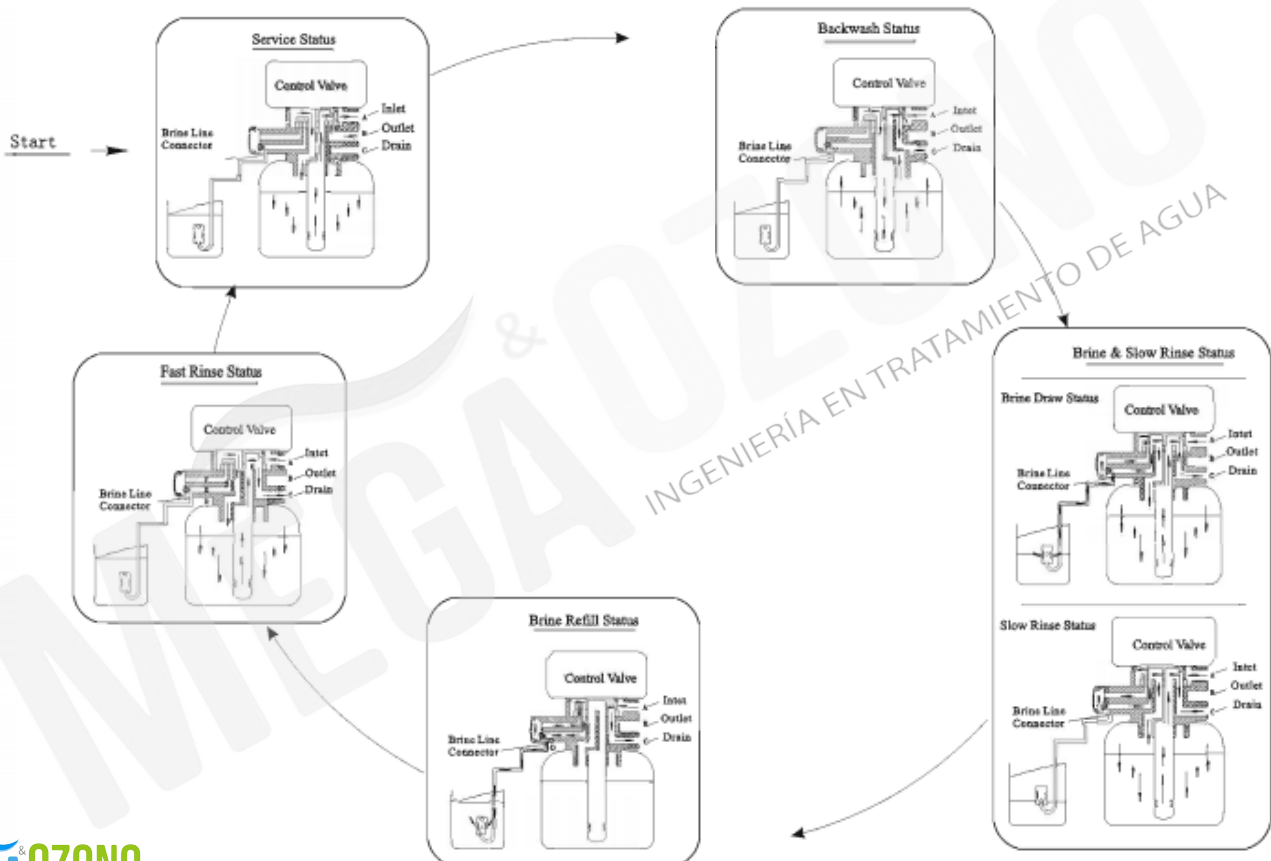 Start
Service Status
Control Valve
Inlet
A
Outlet
B
Drain
C
Brine Line
Connector
Backwash Status
Control Valve
Inlet
A
Outlet
B
Drain
C
Brine Line
Connector
Brine & Slow Rinse Status
Brine Draw Status
Control Valve
Inlet
A
Outlet
B
Drain
C
Brine Line
Connector
Slow Rinse Status
Control Valve
Inlet
A
Outlet
B
Drain
C
Brine Line
Connector
Brine Refill Status
Control Valve
Inlet
A
Outlet
B
Drain
C
Brine Line
Connector
Fast Rinse Status
Control Valve
Inlet
A
Outlet
B
Drain
C
Brine Line
Connector
MEGA & OZONO
INGENIERÍA EN TRATAMIENTO DE AGUA
& OZONO